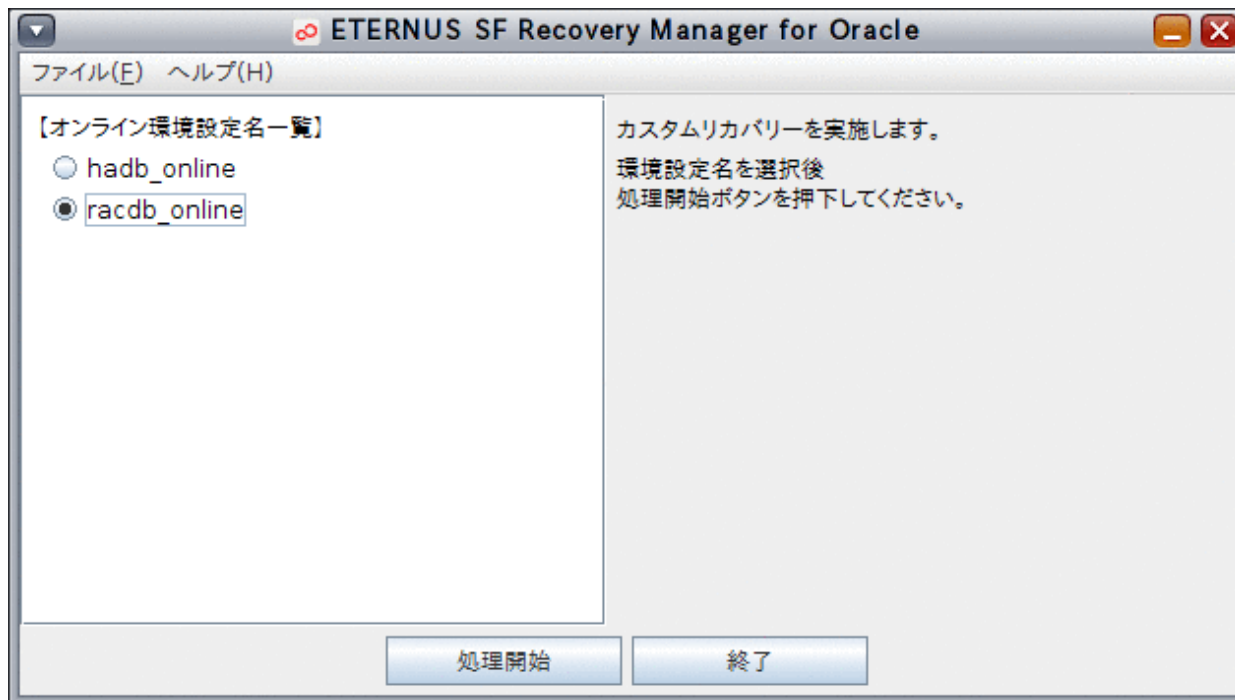 ETERNUS SF Recovery Manager for Oracle
ファイル(F) ヘルプ(H)
【オンライン環境設定名一覧】
hadb_online
racdb_online
カスタムリカバリーを実施します。
環境設定名を選択後
処理開始ボタンを押下してください。
処理開始
終了